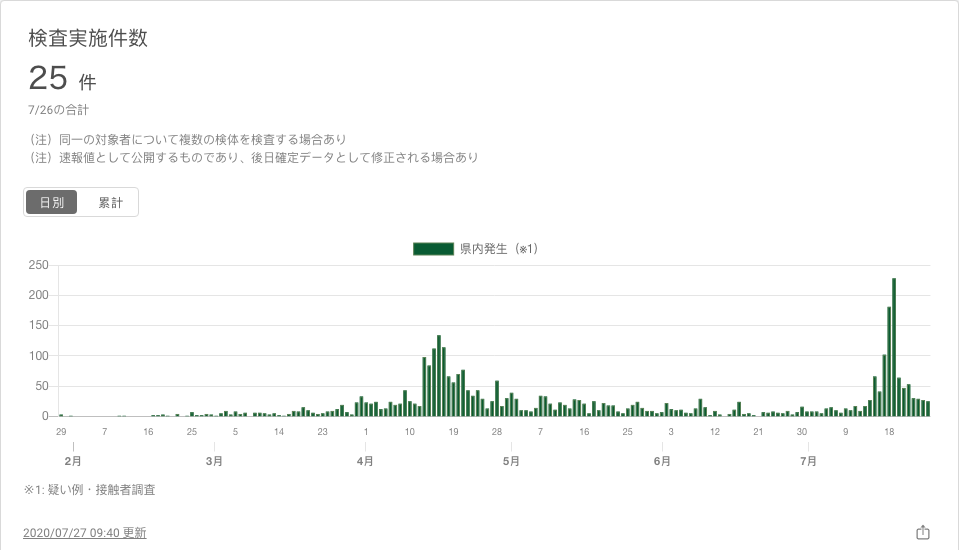 検査実施件数
25 件
7/26の合計
（注）同一の対象者について複数の検体を検査する場合あり
（注）速報値として公開するものであり、後日確定データとして修正される場合あり
日別 累計
県内発生（※1）
250
200
150
100
50
0
29 7 16 25 5 14 23 1 10 19 28 7 16 25 3 12 21 30 9 18
2月 3月 4月 5月 6月 7月
※1: 疑い例・接触者調査
2020/07/27 09:40 更新